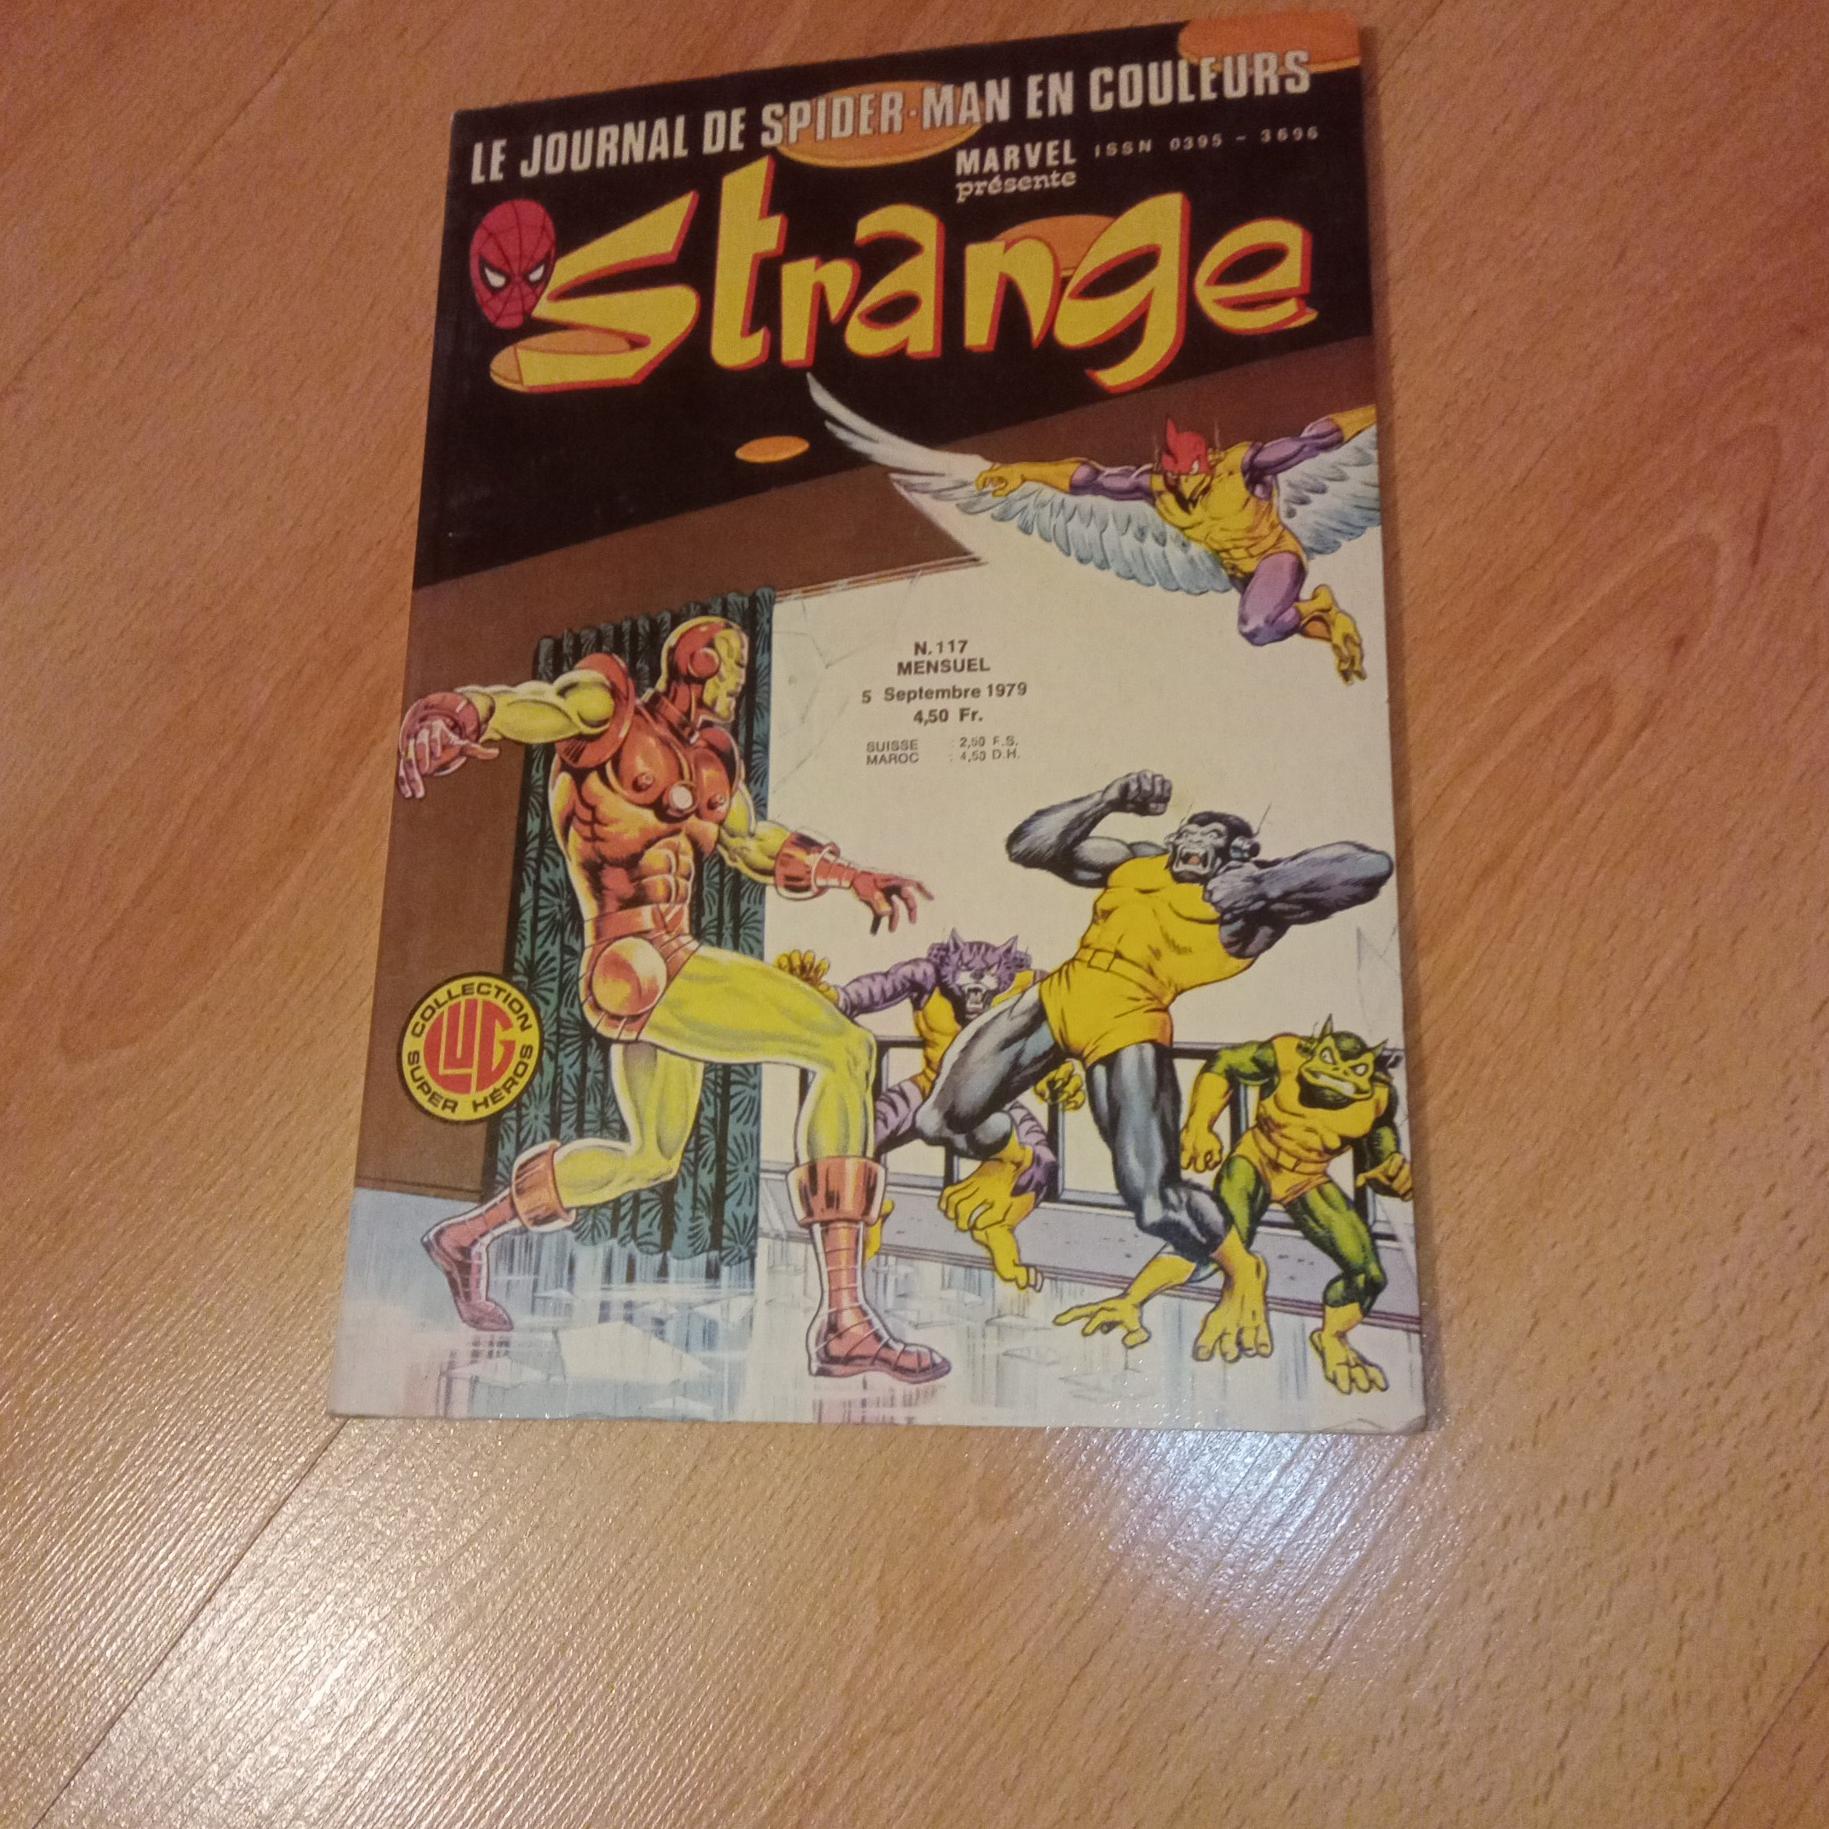 LE JOURNAL DE SPIDER-MAN EN COULEURS
MARVEL ISSN 0395 - 3696
présente
Strange
N.117
MENSUEL
5 Septembre 1979
4,50 Fr.
SUISSE : 2,50 F.S.
MAROC : 4,50 D.H.
COLLECTION
LUG
SUPER HÉROS